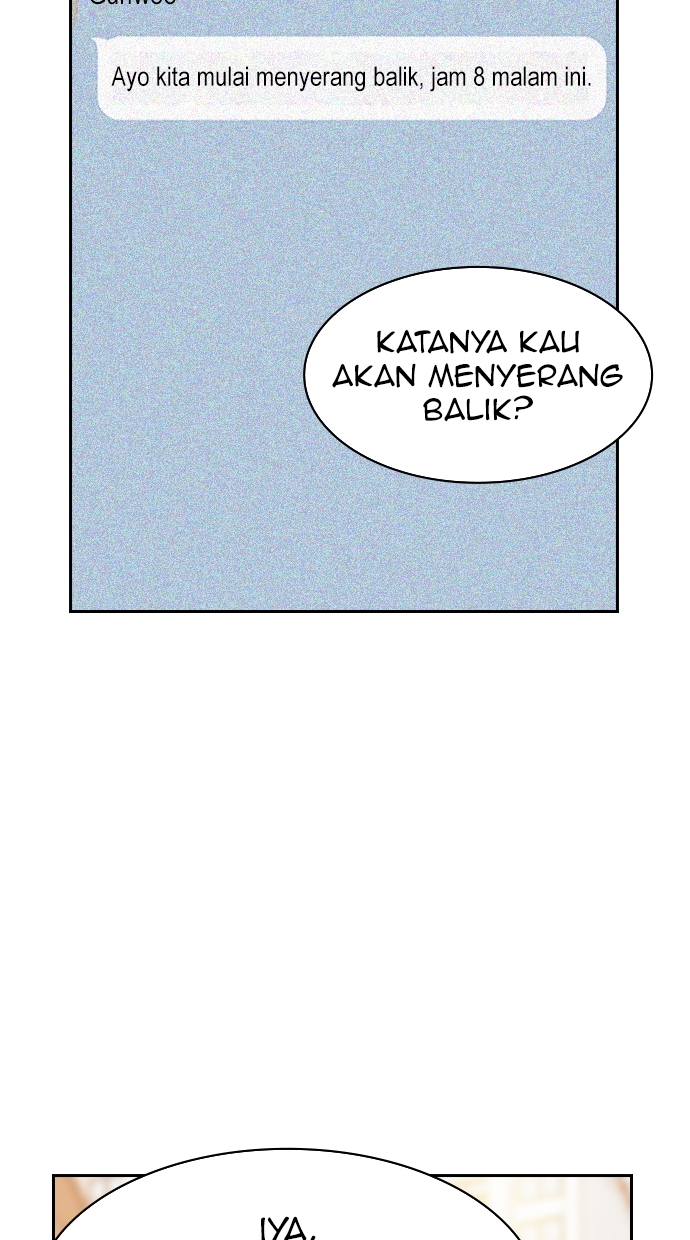 Ayo kita mulai menyerang balik, jam 8 malam ini.
KATANYA KAU
AKAN MENYERANG
BALIK?
IYA,